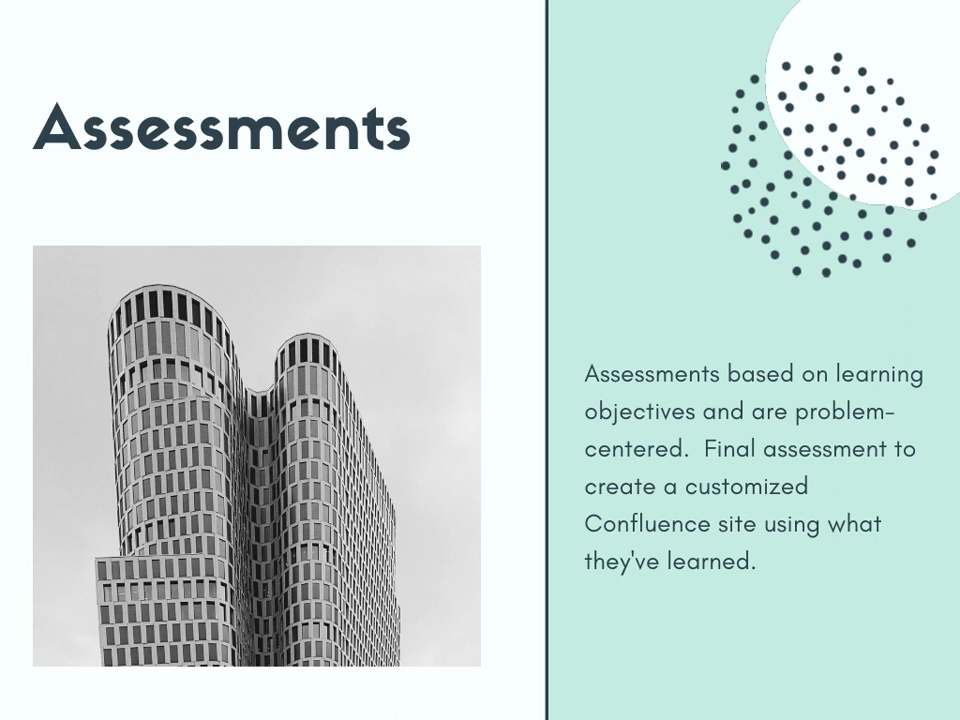 Assessments
Assessments based on learning
objectives and are problem-
centered.  Final assessment to
create a customized
Confluence site using what
they've learned.